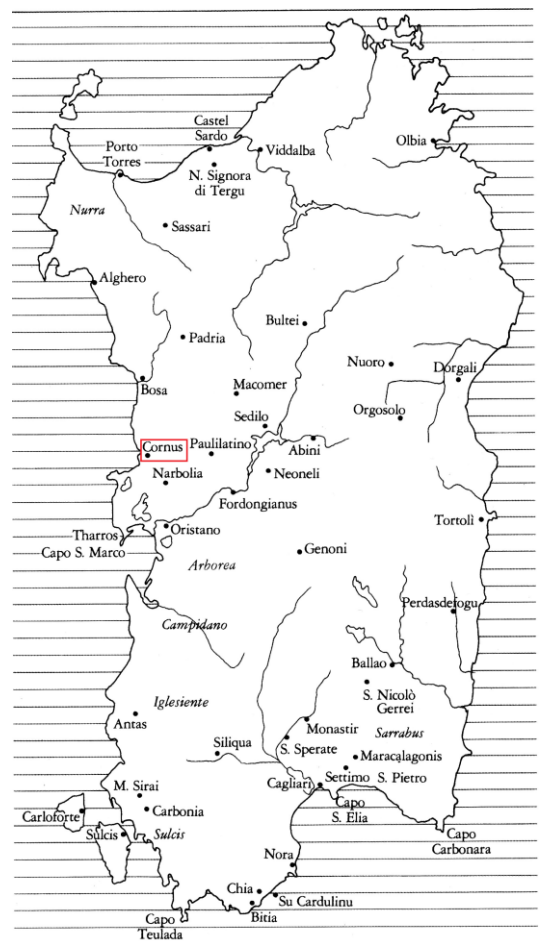 Castel
Sardo
Porto
Torres
Viddalba
Olbia
N. Signora
di Tergu
Nurra
Sassari
Alghero
Bultei
Padria
Nuoro
Dorgali
Bosa
Macomer
Orgosolo
Sedilo
Cornus
Paulilatino
Abini
Narbolia
Neoneli
Fordongianus
Tortolì
Oristano
Tharros
Capo S. Marco
Genoni
Arborea
Perdasdefogu
Campidano
Ballao
S. Nicolò
Gerrei
Iglesiente
Antas
Monastir
Sarrabus
Siliqua
S. Sperate
Maracalagonis
Settimo S. Pietro
Cagliari
M. Sirai
Capo
S. Elia
Carloforte
Carbonia
Sulcis
Sulcis
Capo
Carbonara
Nora
Chia
Su Cardulinu
Bitia
Capo
Teulada